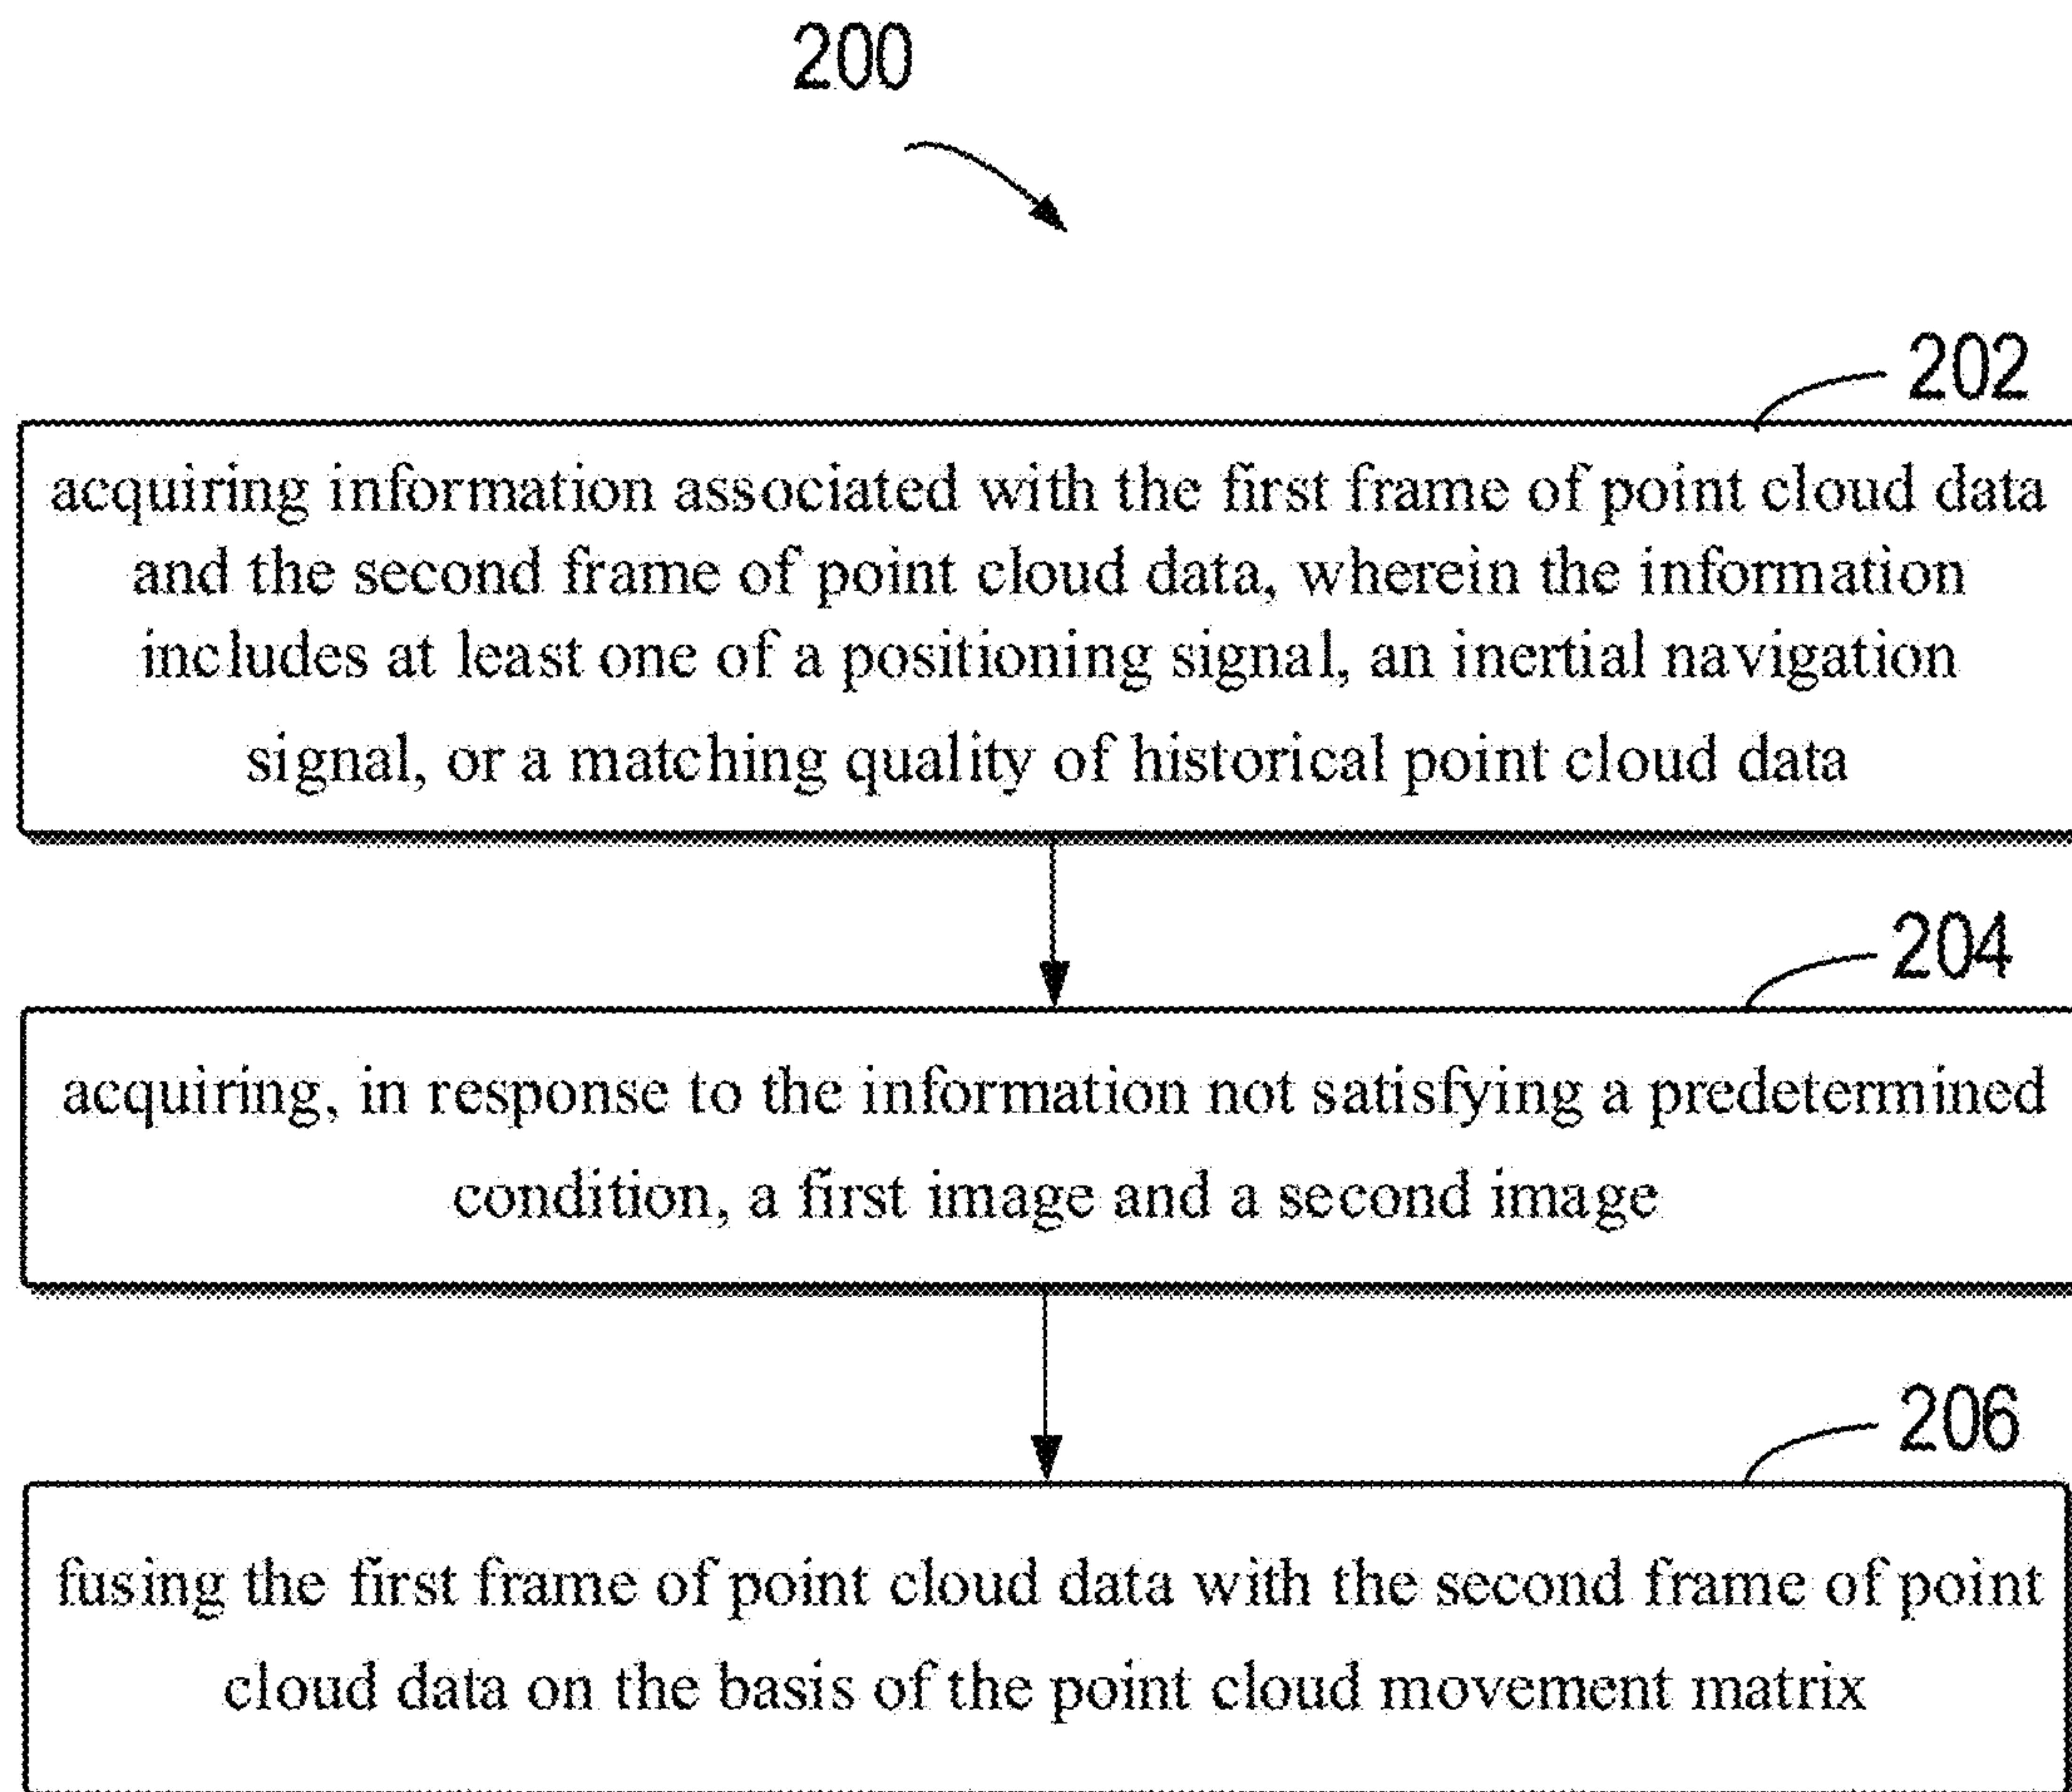 200
202
acquiring information associated with the first frame of point cloud data
and the second frame of point cloud data, wherein the information
includes at least one of a positioning signal, an inertial navigation
signal, or a matching quality of historical point cloud data
204
acquiring, in response to the information not satisfying a predetermined
condition, a first image and a second image
206
fusing the first frame of point cloud data with the second frame of point
cloud data on the basis of the point cloud movement matrix